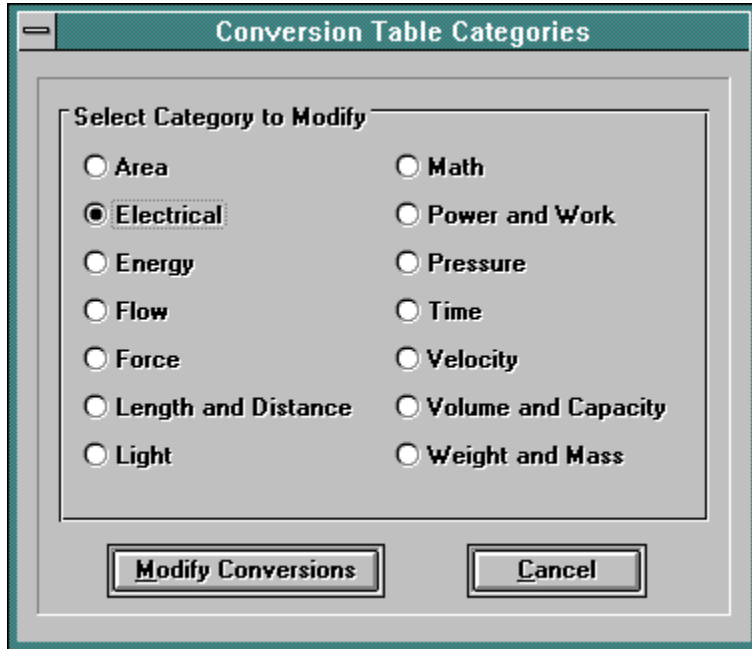 Conversion Table Categories
Select Category to Modify
Area
Electrical
Energy
Flow
Force
Length and Distance
Light
Math
Power and Work
Pressure
Time
Velocity
Volume and Capacity
Weight and Mass
Modify Conversions
Cancel